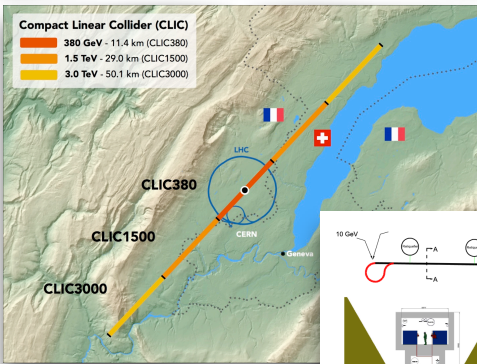 Compact Linear Collider (CLIC)
380 GeV - 11.4 km (CLIC380)
1.5 TeV - 29.0 km (CLIC1500)
3.0 TeV - 50.1 km (CLIC3000)
LHC
CLIC380
CERN
CLIC1500
Geneva
CLIC3000
10 GeV
A
A